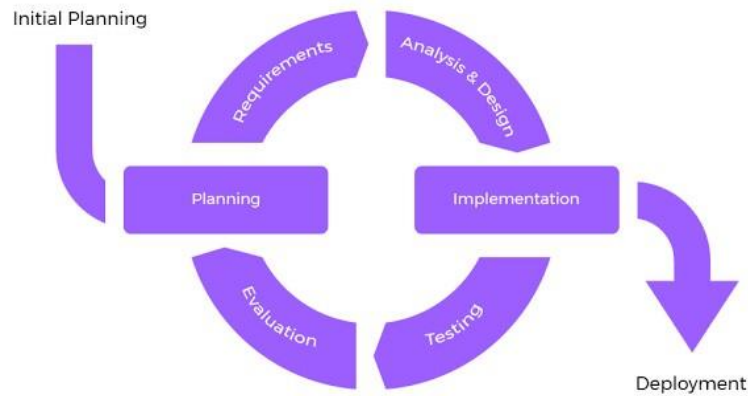 Initial Planning
Requirements
Analysis & Design
Planning
Implementation
Evaluation
Testing
Deployment